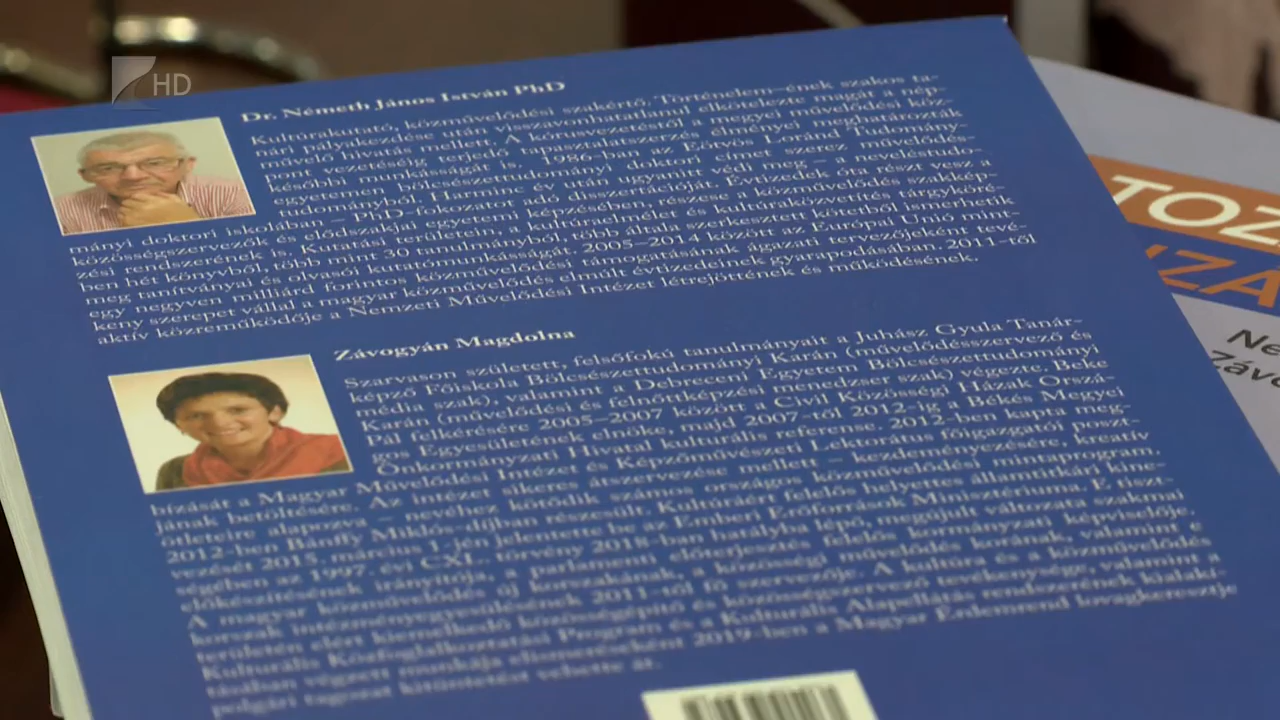 HD
Dr. Németh János István PhD
Kultúrakutató, közművelődési szakértő. Történelem–ének szakos ta-
nári pályakezdése után visszavonhatatlanul elkötelezte magát a nép-
művelő hivatás mellett. A kórusvezetéstől a megyei művelődési köz-
pont vezetéséig terjedő tapasztalatszerzés élményei meghatározták
későbbi munkásságát is. 1986-ban az Eötvös Loránd Tudomány-
egyetemen bölcsészettudományi doktori címet szerez művelődés-
tudományból. Harminc év után ugyanitt védi meg – a neveléstudo-
mányi doktori iskolában – PhD-fokozatot adó disszertációját. Évtizedek óta részt vesz a
közösségszervezők és elődszakjai egyetemi képzésében, részese a közművelődés szakkép-
zési rendszerének is. Kutatási területein, a kultúraelmélet és kultúraközvetítés tárgyköré-
ben hét könyvből, több mint 30 tanulmányból, több általa szerkesztett kötetből ismerhetik
meg tanítványai és olvasói kutatómunkásságát. 2005–2014 között az Európai Unió mint-
egy negyven milliárd forintos közművelődési támogatásának ágazati tervezőjeként tevé-
keny szerepet vállal a magyar közművelődés elmúlt évtizedeinek gyarapodásában. 2011-től
aktív közreműködője a Nemzeti Művelődési Intézet létrejöttének és működésének.
Závogyán Magdolna
Szarvason született, felsőfokú tanulmányait a Juhász Gyula Tanár-
képző Főiskola Bölcsészettudományi Karán (művelődésszervező és
média szak), valamint a Debreceni Egyetem Bölcsészettudományi
Karán (művelődési és felnőttképzési menedzser szak) végezte. Beke
Pál felkérésére 2005–2007 között a Civil Közösségi Házak Orszá-
gos Egyesületének elnöke, majd 2007-től 2012-ig a Békés Megyei
Önkormányzati Hivatal kulturális referense. 2012-ben kapta meg-
bízását a Magyar Művelődési Intézet és Képzőművészeti Lektorátus főigazgatói poszt-
jának betöltésére. Az intézet sikeres átszervezése mellett – kezdeményezésére, kreatív
ötleteire alapozva – nevéhez kötődik számos országos közművelődési mintaprogram.
2012-ben Bánffy Miklós-díjban részesült. Kultúráért felelős helyettes államtitkári kine-
vezését 2015. március 1-jén jelentette be az Emberi Erőforrások Minisztériuma. E tiszt-
ségében az 1997. évi CXL. törvény 2018-ban hatályba lépő, megújult változata szakmai
előkészítésének irányítója, a parlamenti előterjesztés felelős kormányzati képviselője.
A magyar közművelődés új korszakának, a közösségi művelődés korának, valamint e
korszak intézményesülésének 2011-től fő szervezője. A kultúra és a közművelődés
területén elért kiemelkedő közösségépítő és közösségszervező tevékenysége, valamint a
Kulturális Közfoglalkoztatási Program és a Kulturális Alapellátás rendszerének kialakí-
tásában végzett munkája elismeréseként 2019-ben a Magyar Érdemrend lovagkeresztje
polgári tagozat kitüntetést vehette át.
TOZ
Né
Závo